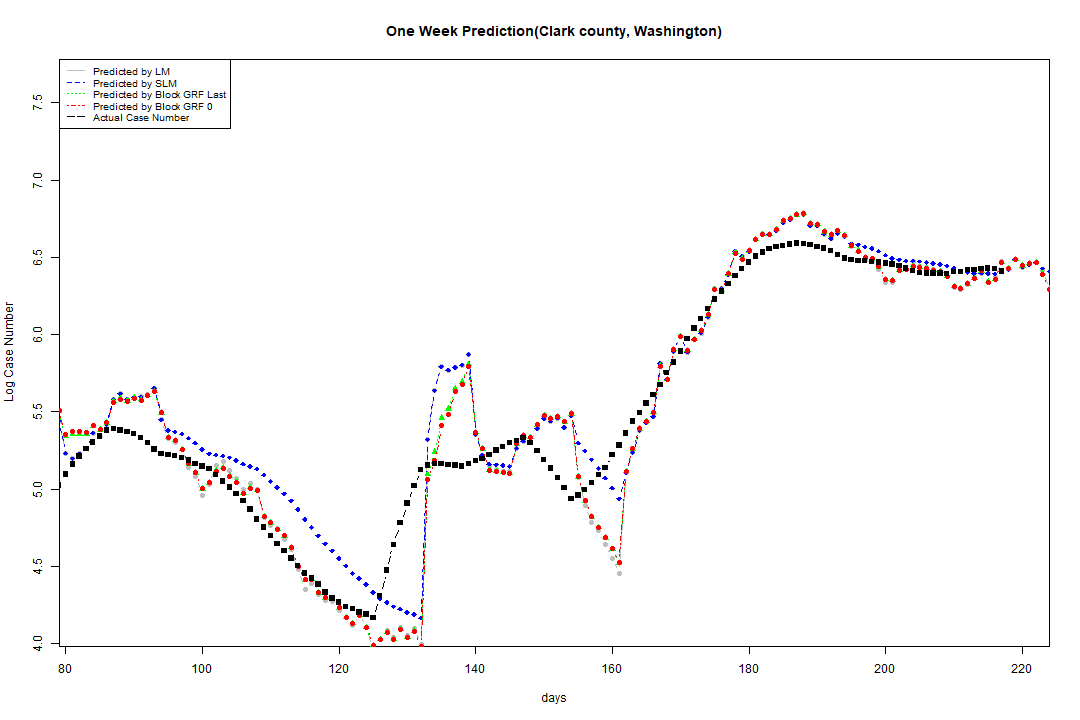 One Week Prediction(Clark county, Washington)
Predicted by LM
Predicted by SLM
Predicted by Block GRF Last
Predicted by Block GRF 0
Actual Case Number
7.5
7.0
6.5
6.0
5.5
5.0
4.5
4.0
Log Case Number
80 100 120 140 160 180 200 220
days